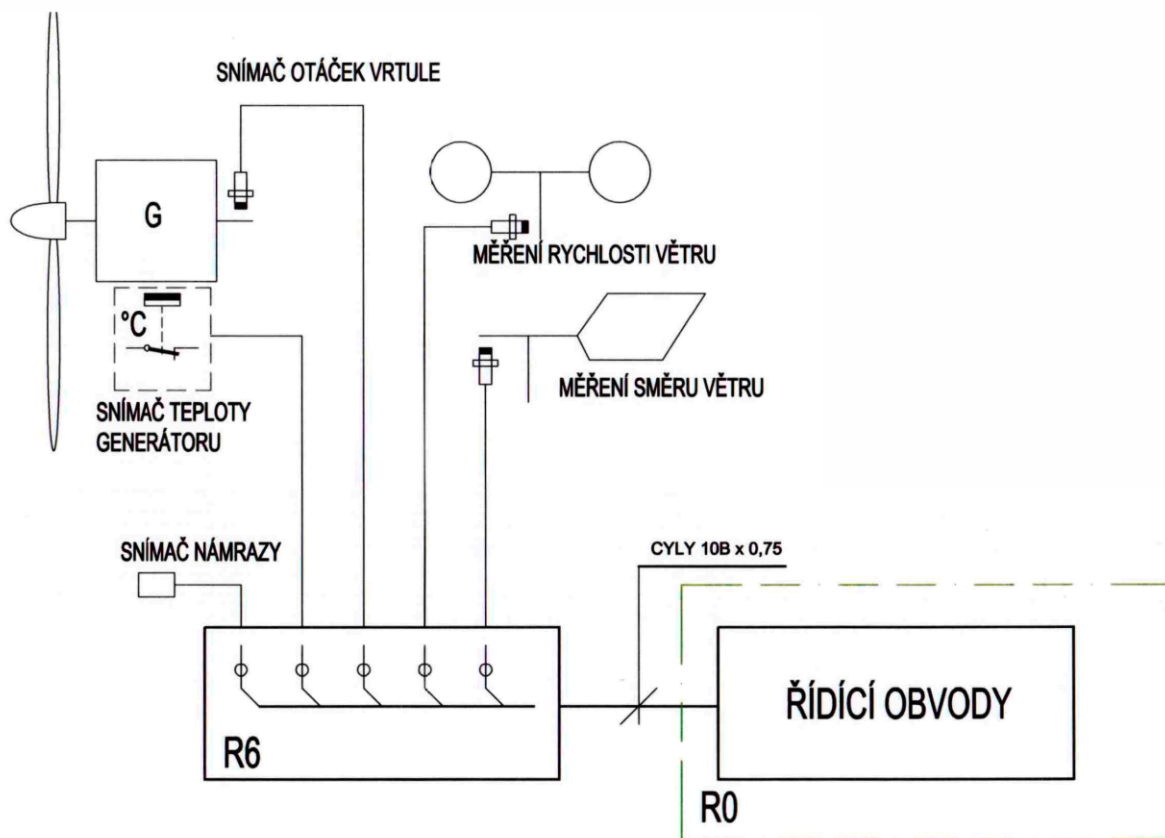 SNÍMAČ OTÁČEK VRTULE
G
MĚŘENÍ RYCHLOSTI VĚTRU
°C
MĚŘENÍ SMĚRU VĚTRU
SNÍMAČ TEPLOTY
GENERÁTORU
SNÍMAČ NÁMRAZY
CYLY 10B x 0,75
ŘÍDÍCÍ OBVODY
R6
R0